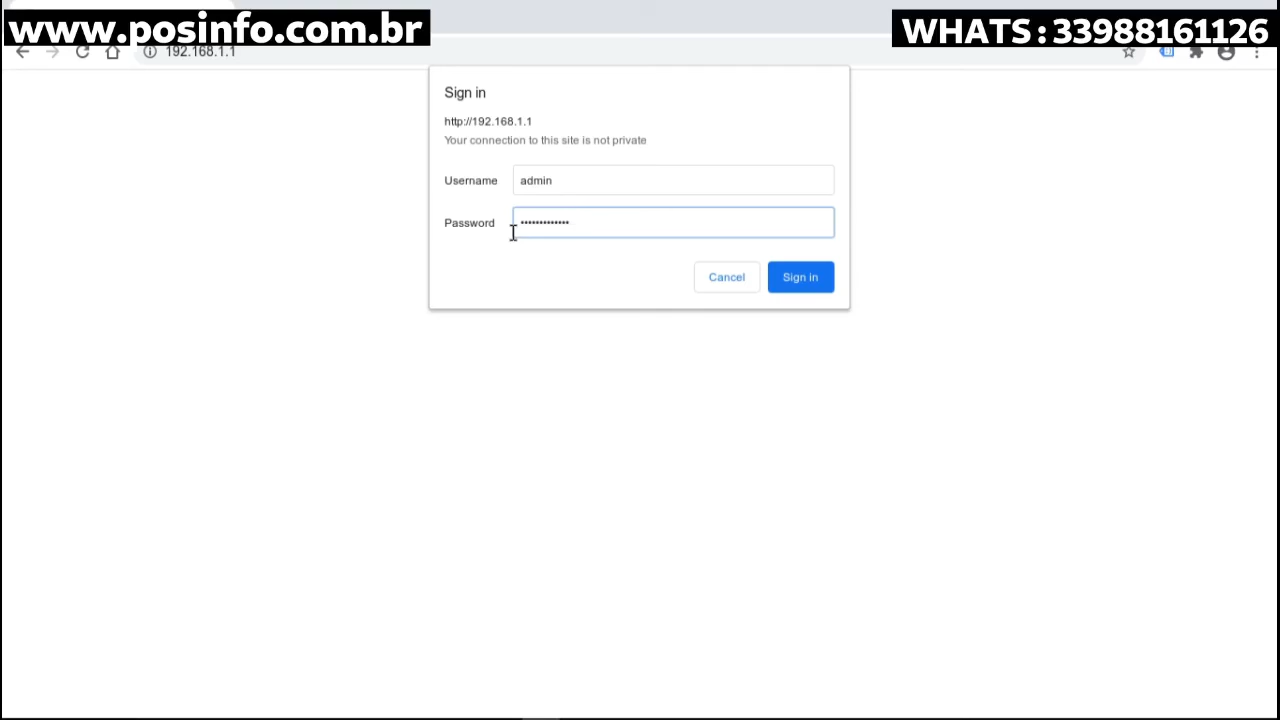 www.posinfo.com.br
WHATS : 33988161126
192.168.1.1
Sign in
http://192.168.1.1
Your connection to this site is not private
Username admin
Password •••••••••••••
Cancel Sign in